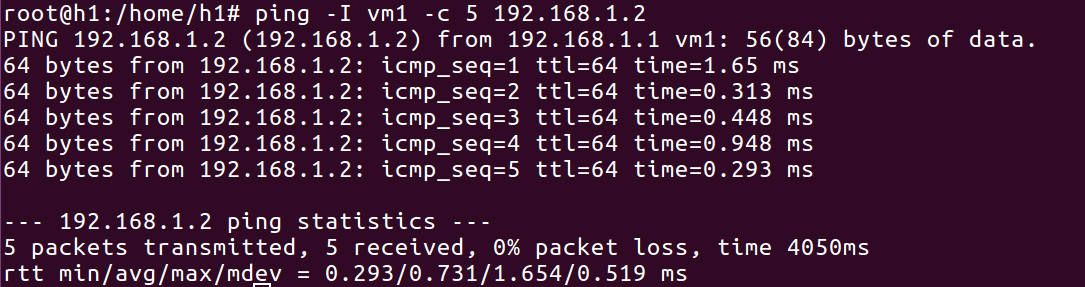 root@h1:/home/h1# ping -I vm1 -c 5 192.168.1.2
PING 192.168.1.2 (192.168.1.2) from 192.168.1.1 vm1: 56(84) bytes of data.
64 bytes from 192.168.1.2: icmp_seq=1 ttl=64 time=1.65 ms
64 bytes from 192.168.1.2: icmp_seq=2 ttl=64 time=0.313 ms
64 bytes from 192.168.1.2: icmp_seq=3 ttl=64 time=0.448 ms
64 bytes from 192.168.1.2: icmp_seq=4 ttl=64 time=0.948 ms
64 bytes from 192.168.1.2: icmp_seq=5 ttl=64 time=0.293 ms
--- 192.168.1.2 ping statistics ---
5 packets transmitted, 5 received, 0% packet loss, time 4050ms
rtt min/avg/max/mdev = 0.293/0.731/1.654/0.519 ms